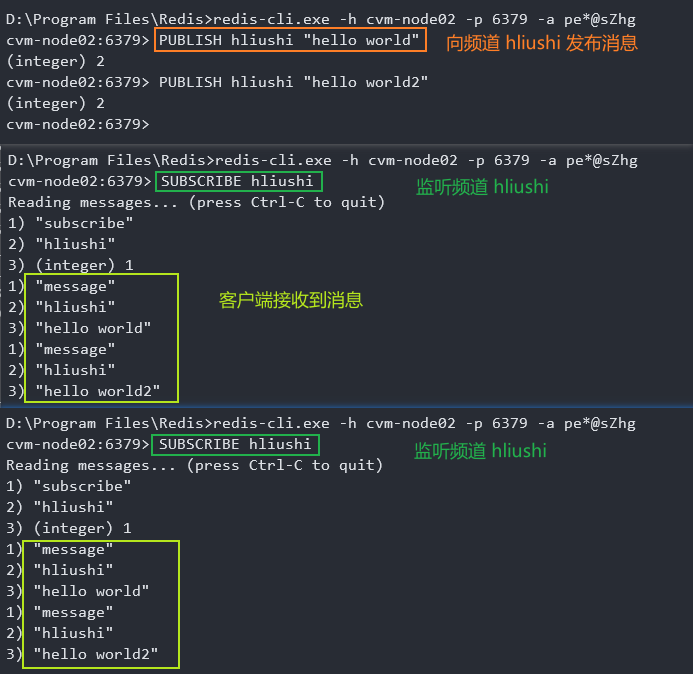 D:\Program Files\Redis>redis-cli.exe -h cvm-node02 -p 6379 -a pe*@sZhg
cvm-node02:6379> PUBLISH hliushi "hello world" 向频道 hliushi 发布消息
(integer) 2
cvm-node02:6379> PUBLISH hliushi "hello world2"
(integer) 2
cvm-node02:6379>
D:\Program Files\Redis>redis-cli.exe -h cvm-node02 -p 6379 -a pe*@sZhg
cvm-node02:6379> SUBSCRIBE hliushi 监听频道 hliushi
Reading messages... (press Ctrl-C to quit)
1) "subscribe"
2) "hliushi"
3) (integer) 1
1) "message"
2) "hliushi" 客户端接收到消息
3) "hello world"
1) "message"
2) "hliushi"
3) "hello world2"
D:\Program Files\Redis>redis-cli.exe -h cvm-node02 -p 6379 -a pe*@sZhg
cvm-node02:6379> SUBSCRIBE hliushi 监听频道 hliushi
Reading messages... (press Ctrl-C to quit)
1) "subscribe"
2) "hliushi"
3) (integer) 1
1) "message"
2) "hliushi"
3) "hello world"
1) "message"
2) "hliushi"
3) "hello world2"